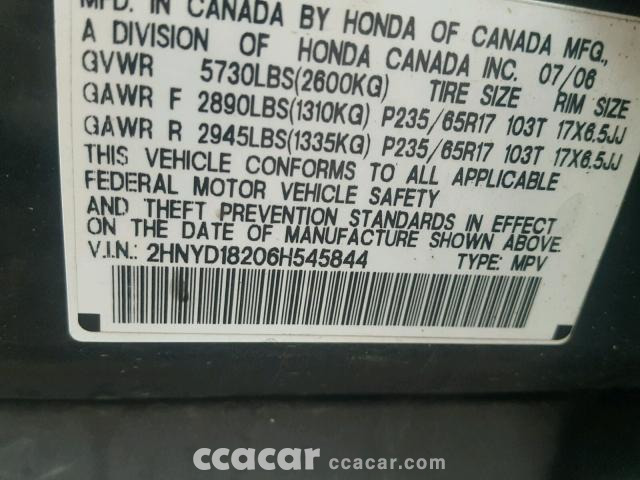 MFD. IN CANADA BY HONDA OF CANADA MFG.,
A DIVISION OF HONDA CANADA INC. 07/06
GVWR 5730LBS(2600KG) TIRE SIZE RIM SIZE
GAWR F 2890LBS(1310KG) P235/65R17 103T 17X6.5JJ
GAWR R 2945LBS(1335KG) P235/65R17 103T 17X6.5JJ
THIS VEHICLE CONFORMS TO ALL APPLICABLE
FEDERAL MOTOR VEHICLE SAFETY
AND THEFT PREVENTION STANDARDS IN EFFECT
ON THE DATE OF MANUFACTURE SHOWN ABOVE.
V.I.N.: 2HNYD18206H545844 TYPE: MPV
ccacar ccacar.com